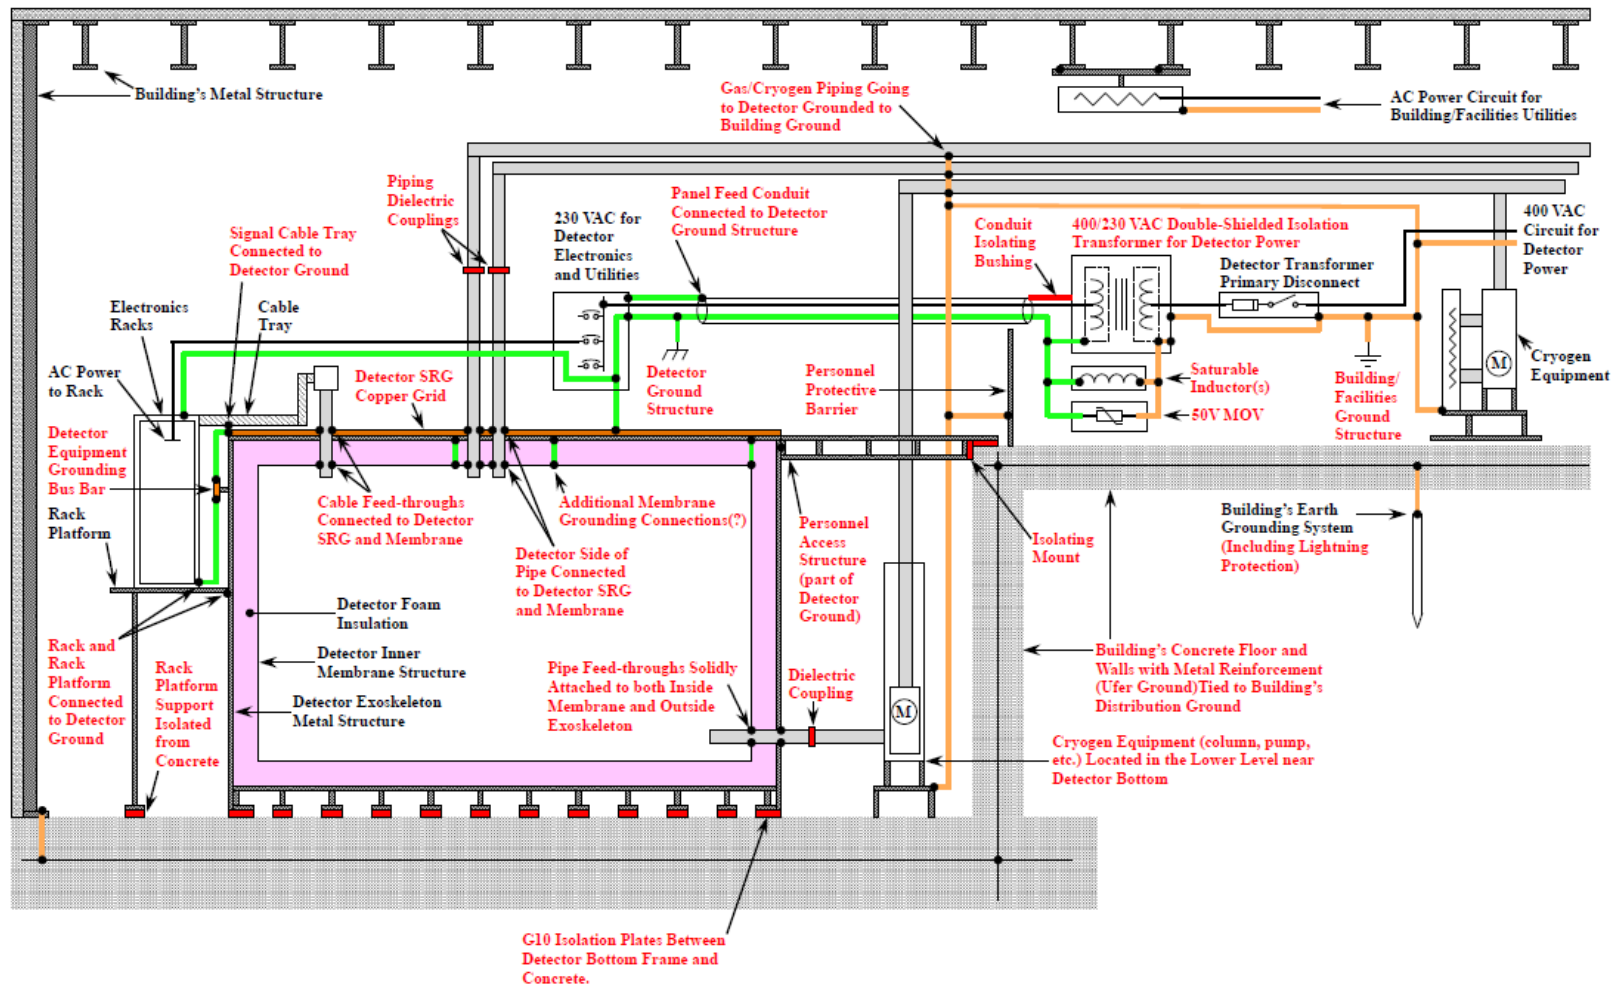 Building's Metal Structure
Gas/Cryogen Piping Going
to Detector Grounded to
Building Ground
AC Power Circuit for
Building/Facilities Utilities
Piping
Dielectric
Couplings
230 VAC for
Detector
Electronics
and Utilities
Panel Feed Conduit
Connected to Detector
Ground Structure
Conduit
Isolating
Bushing
400/230 VAC Double-Shielded Isolation
Transformer for Detector Power
Detector Transformer
Primary Disconnect
400 VAC
Circuit for
Detector
Power
Signal Cable Tray
Connected to
Detector Ground
Electronics
Racks
Cable
Tray
AC Power
to Rack
Detector SRG
Copper Grid
Detector
Ground
Structure
Personnel
Protective
Barrier
Saturable
Inductor(s)
50V MOV
Building/
Facilities
Ground
Structure
M
Cryogen
Equipment
Detector
Equipment
Grounding
Bus Bar
Rack
Platform
Cable Feed-throughs
Connected to Detector
SRG and Membrane
Additional Membrane
Grounding Connections(?)
Detector Side of
Pipe Connected
to Detector SRG
and Membrane
Personnel
Access
Structure
(part of
Detector
Ground)
Isolating
Mount
Building's Earth
Grounding System
(Including Lightning
Protection)
Detector Foam
Insulation
Detector Inner
Membrane Structure
Detector Exoskeleton
Metal Structure
Rack and
Rack
Platform
Connected
to Detector
Ground
Rack
Platform
Support
Isolated
from
Concrete
Pipe Feed-throughs Solidly
Attached to both Inside
Membrane and Outside
Exoskeleton
Dielectric
Coupling
M
Building's Concrete Floor and
Walls with Metal Reinforcement
(Ufer Ground)Tied to Building's
Distribution Ground
Cryogen Equipment (column, pump,
etc.) Located in the Lower Level near
Detector Bottom
G10 Isolation Plates Between
Detector Bottom Frame and
Concrete.